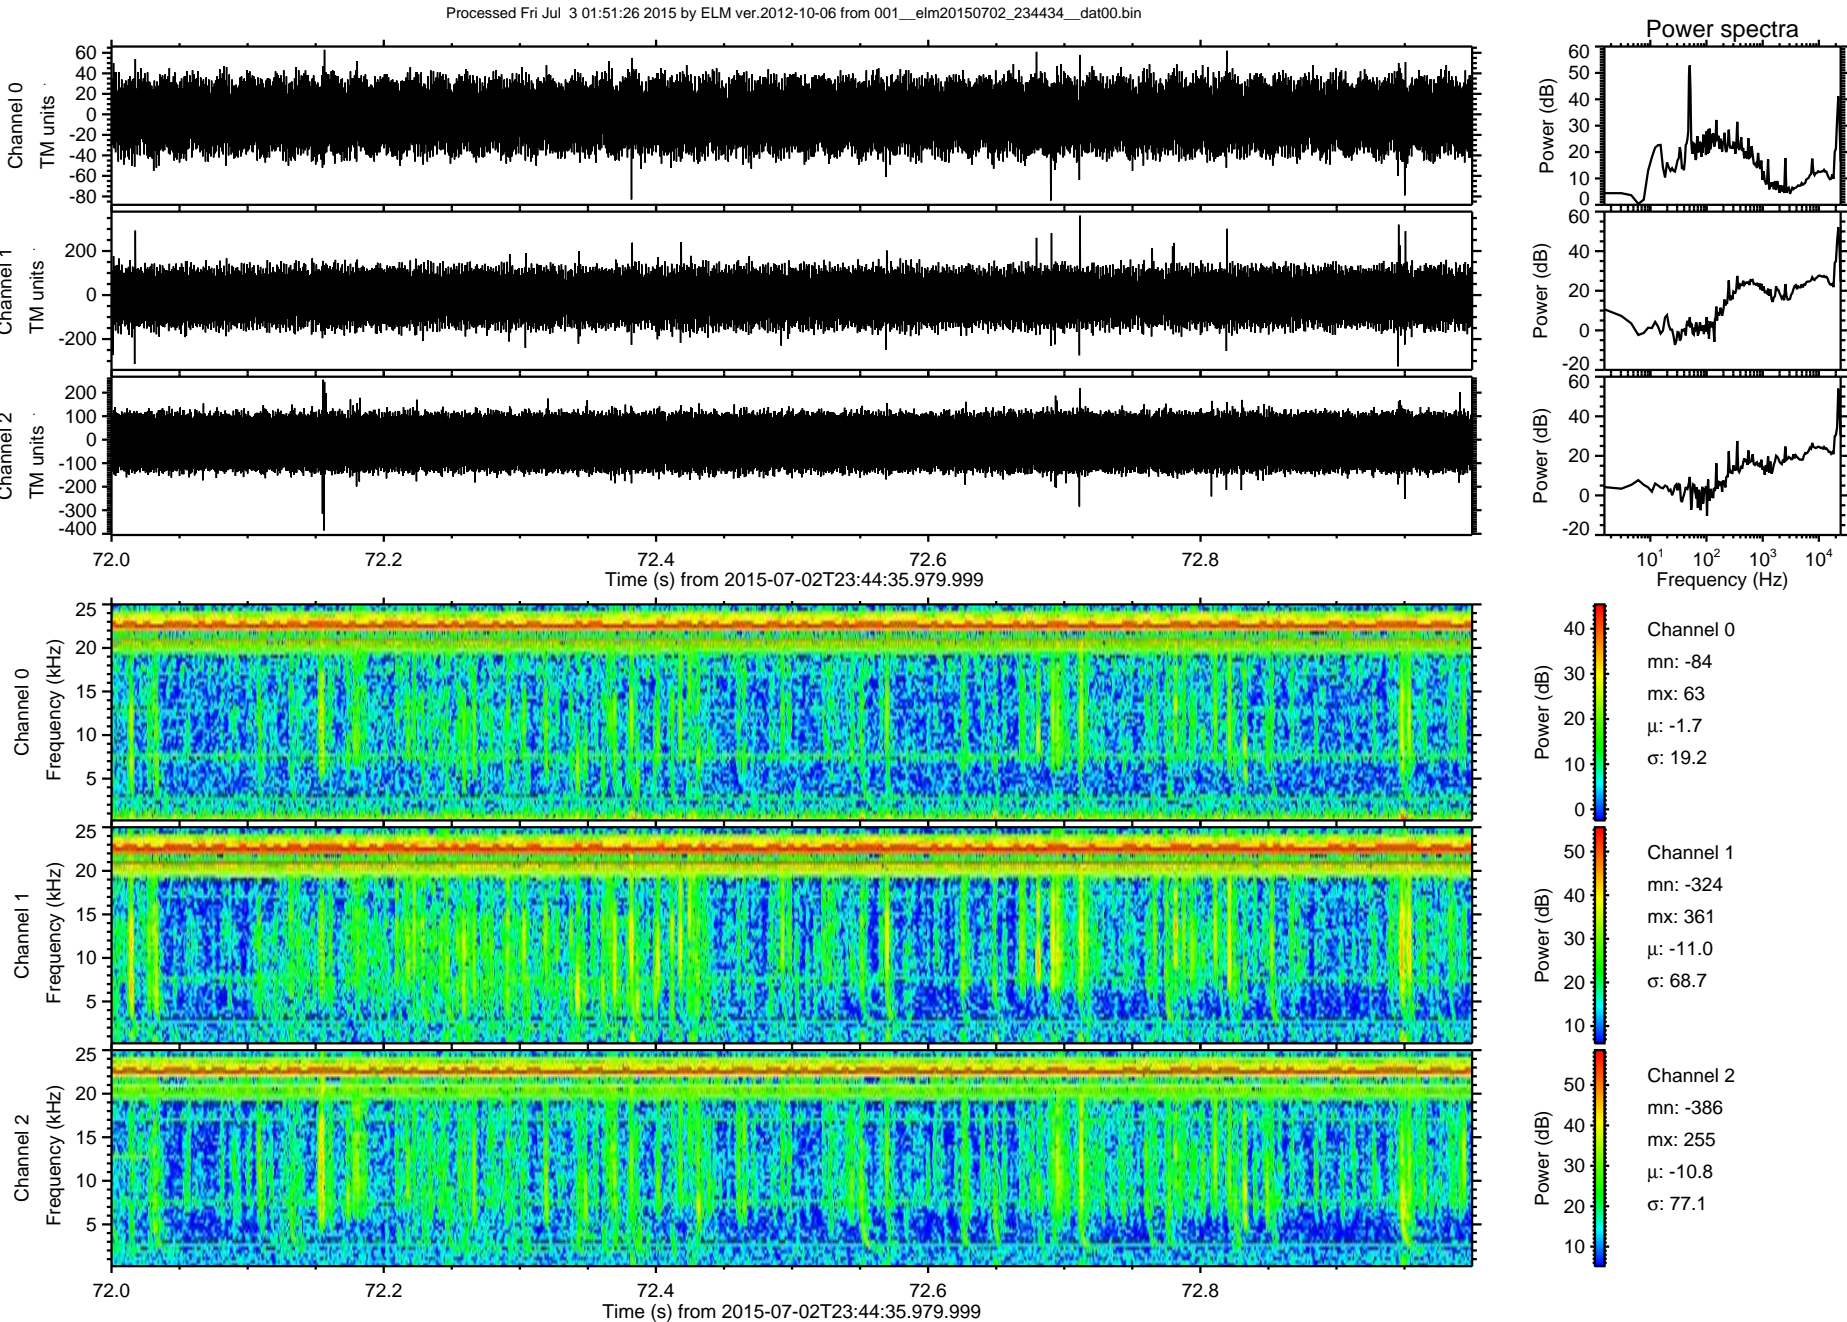 Processed Fri Jul 3 01:51:26 2015 by ELM ver.2012-10-06 from 001__elm20150702_234434__dat00.bin
Power spectra
Channel 0
TM units
60
40
20
0
-20
-40
-60
-80
Power (dB)
60
50
40
30
20
10
0
Channel 1
TM units
200
0
-200
Power (dB)
60
40
20
0
-20
Channel 2
TM units
200
100
0
-100
-200
-300
-400
Power (dB)
60
40
20
0
-20
72.0 72.2 72.4 72.6 72.8
Time (s) from 2015-07-02T23:44:35.979.999
10^1 10^2 10^3 10^4
Frequency (Hz)
Channel 0
Frequency (kHz)
25
20
15
10
5
Power (dB)
40
30
20
10
0
Channel 0
mn: -84
mx: 63
μ: -1.7
σ: 19.2
Channel 1
Frequency (kHz)
25
20
15
10
5
Power (dB)
50
40
30
20
10
Channel 1
mn: -324
mx: 361
μ: -11.0
σ: 68.7
Channel 2
Frequency (kHz)
25
20
15
10
5
Power (dB)
50
40
30
20
10
Channel 2
mn: -386
mx: 255
μ: -10.8
σ: 77.1
72.0 72.2 72.4 72.6 72.8
Time (s) from 2015-07-02T23:44:35.979.999